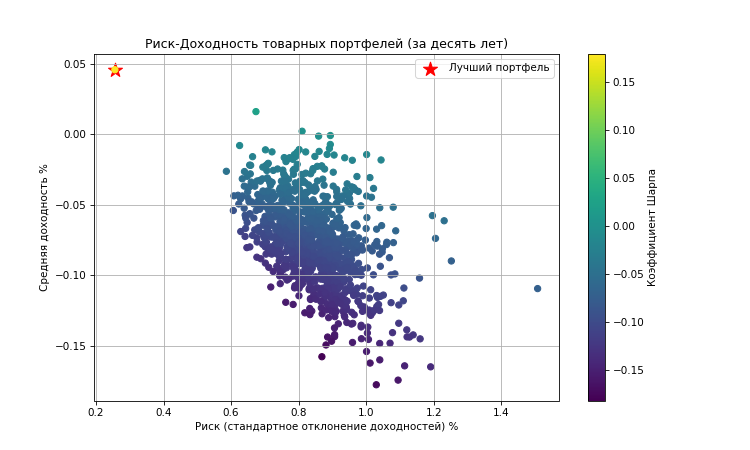 Риск-Доходность товарных портфелей (за десять лет)
Лучший портфель
Средняя доходность %
0.05
0.00
−0.05
−0.10
−0.15
0.2 0.4 0.6 0.8 1.0 1.2 1.4
Риск (стандартное отклонение доходностей) %
0.15
0.10
0.05
0.00
−0.05
−0.10
−0.15
Коэффициент Шарпа